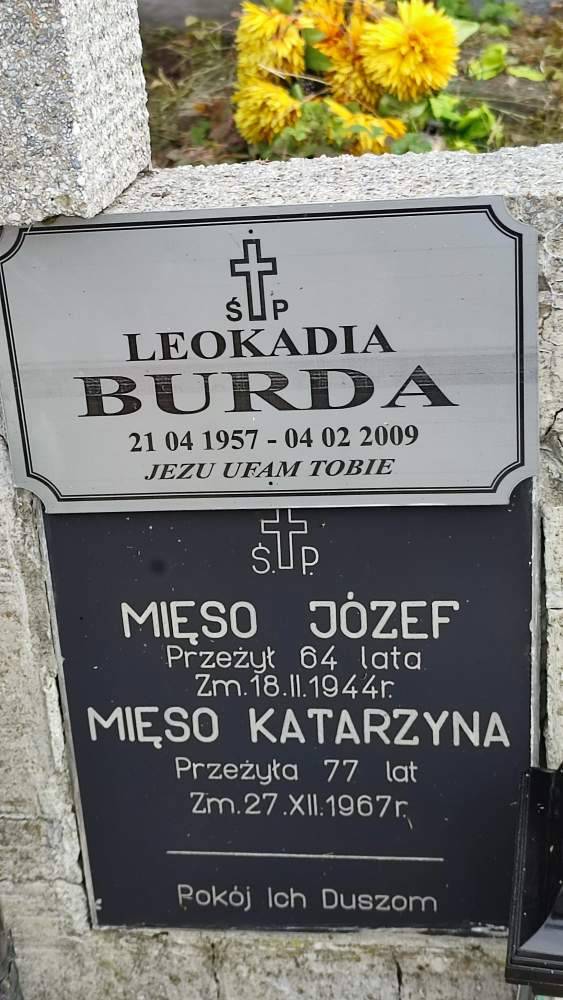 Ś P
LEOKADIA
BURDA
21 04 1957 - 04 02 2009
JEZU UFAM TOBIE
Ś. P.
MIĘSO JÓZEF
Przeżył 64 lata
Zm.18.II.1944r.
MIĘSO KATARZYNA
Przeżyła 77 lat
Zm.27.XII.1967r.
Pokój Ich Duszom